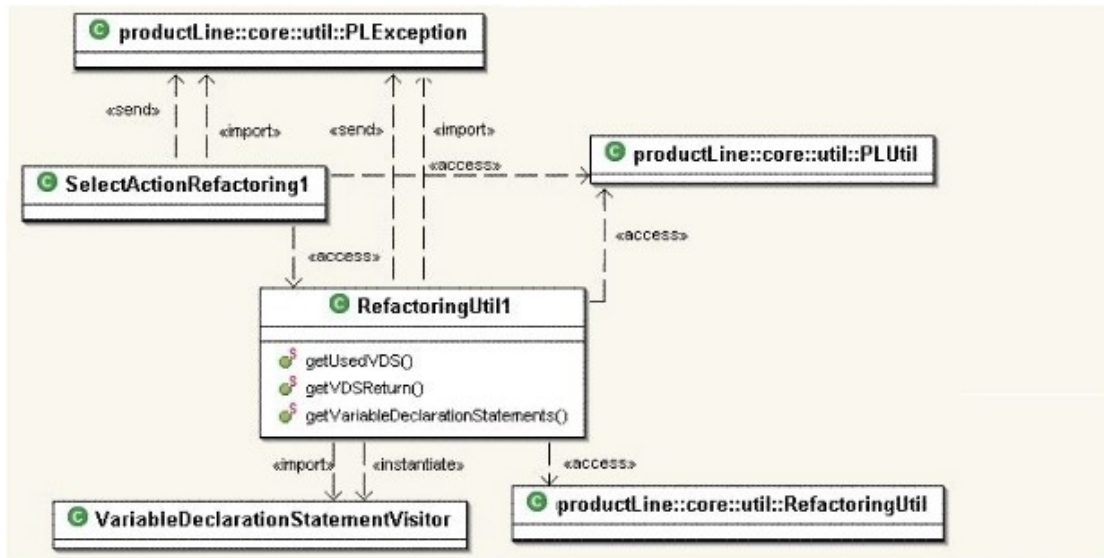 C productLine::core::util::PLException
«send»
«import»
«send»
«import»
C productLine::core::util::PLUtil
«access»
C SelectActionRefactoring1
«access»
«access»
C RefactoringUtil1
S getUsedVDS()
S getVDSReturn()
S getVariableDeclarationStatements()
«import»
«instantiate»
«access»
C productLine::core::util::RefactoringUtil
C VariableDeclarationStatementVisitor